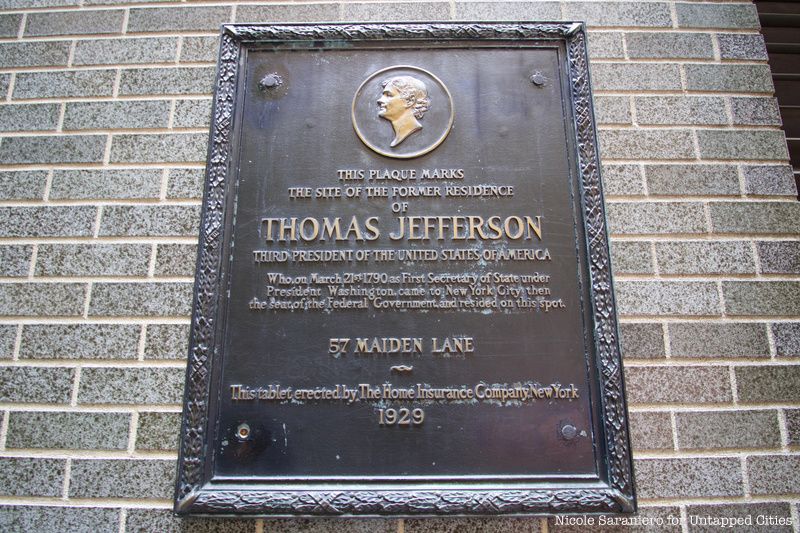 THIS PLAQUE MARKS
THE SITE OF THE FORMER RESIDENCE
OF
THOMAS JEFFERSON
THIRD PRESIDENT OF THE UNITED STATES OF AMERICA
Who, on March 21st 1790, as First Secretary of State under
President Washington, came to New York City, then
the seat of the Federal Government, and resided on this spot.
57 MAIDEN LANE
This tablet erected by The Home Insurance Company, New York
1929
Nicole Saraniero for Untapped Cities